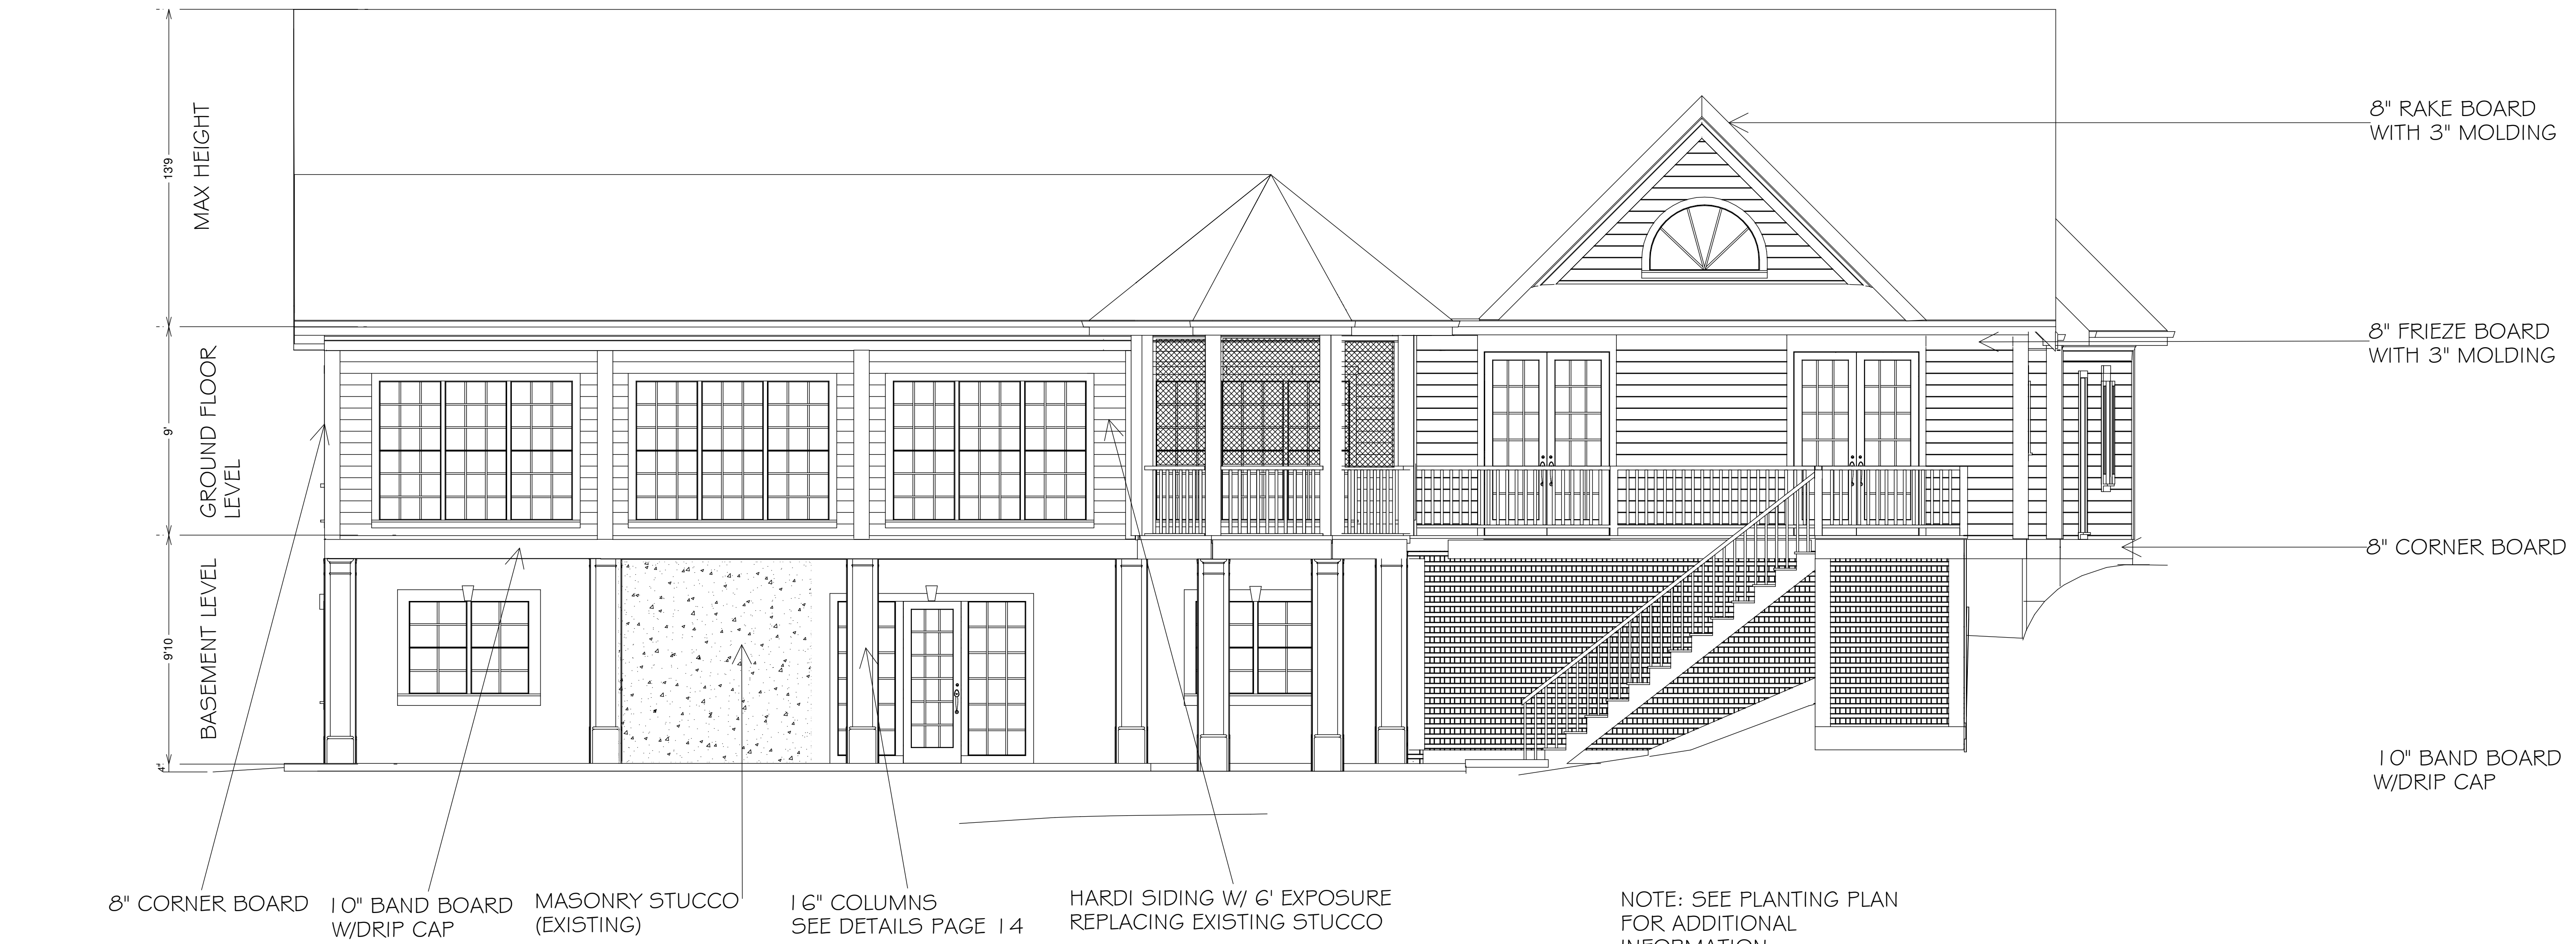 13'9
MAX HEIGHT
9'
GROUND FLOOR
LEVEL
9'10
BASEMENT LEVEL
4"
8" RAKE BOARD
WITH 3" MOLDING
8" FRIEZE BOARD
WITH 3" MOLDING
8" CORNER BOARD
10" BAND BOARD
W/DRIP CAP
8" CORNER BOARD
10" BAND BOARD
W/DRIP CAP
MASONRY STUCCO
(EXISTING)
16" COLUMNS
SEE DETAILS PAGE 14
HARDI SIDING W/ 6' EXPOSURE
REPLACING EXISTING STUCCO
NOTE: SEE PLANTING PLAN
FOR ADDITIONAL
INFORMATION